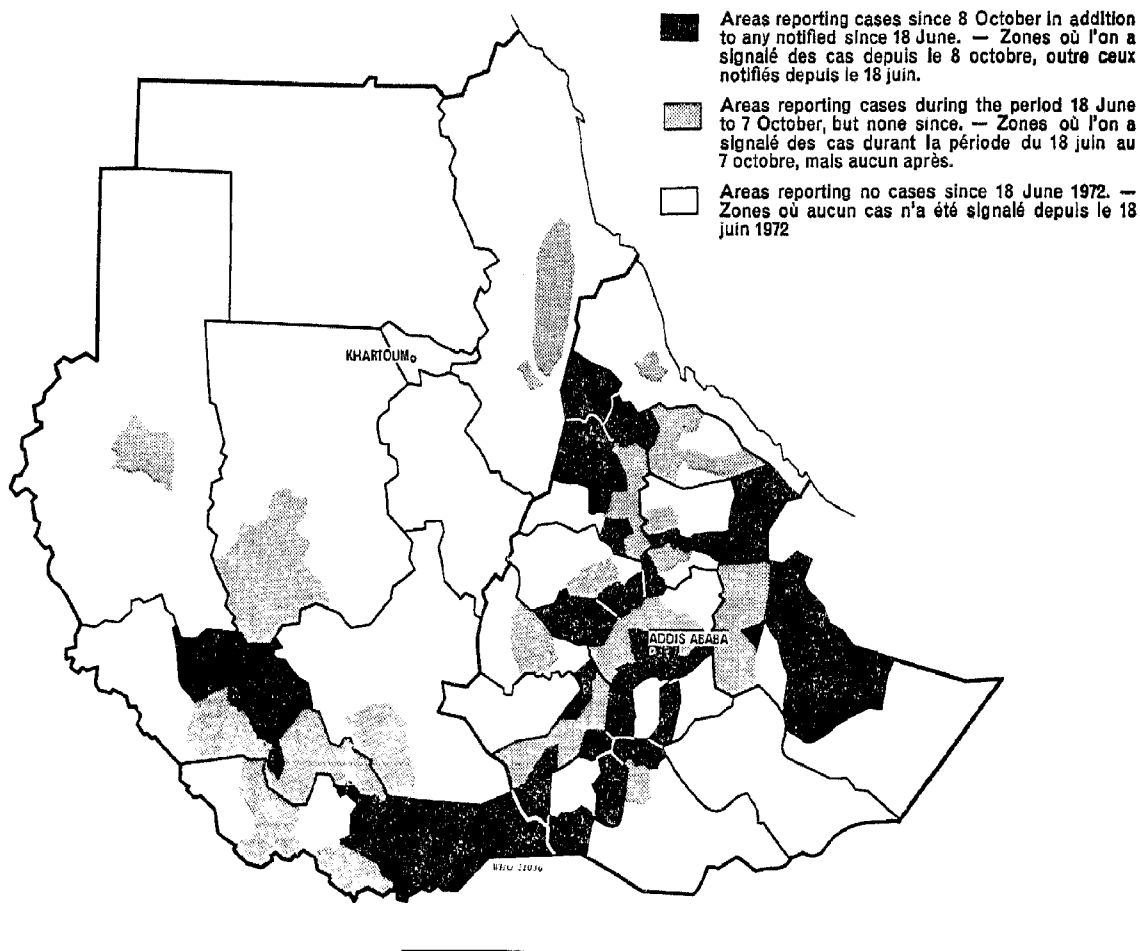 Areas reporting cases since 8 October in addition
to any notified since 18 June. — Zones où l'on a
signalé des cas depuis le 8 octobre, outre ceux
notifiés depuis le 18 juin.
Areas reporting cases during the period 18 June
to 7 October, but none since. — Zones où l'on a
signalé des cas durant la période du 18 juin au
7 octobre, mais aucun après.
Areas reporting no cases since 18 June 1972. —
Zones où aucun cas n'a été signalé depuis le 18
juin 1972
KHARTOUM
ADDIS ABABA
WHO